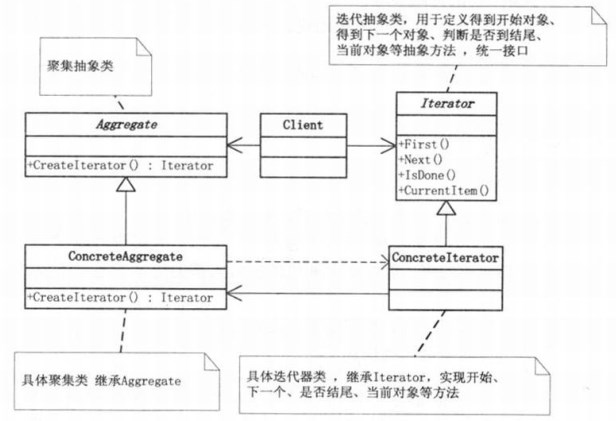 迭代抽象类，用于定义得到开始对象、
得到下一个对象、判断是否到结尾、
当前对象等抽象方法，统一接口
聚集抽象类
Aggregate
+CreateIterator() : Iterator
Client
Iterator
+First()
+Next()
+IsDone()
+CurrentItem()
ConcreteAggregate
+CreateIterator() : Iterator
ConcreteIterator
具体聚集类 继承Aggregate
具体迭代器类，继承Iterator，实现开始、
下一个、是否结尾、当前对象等方法